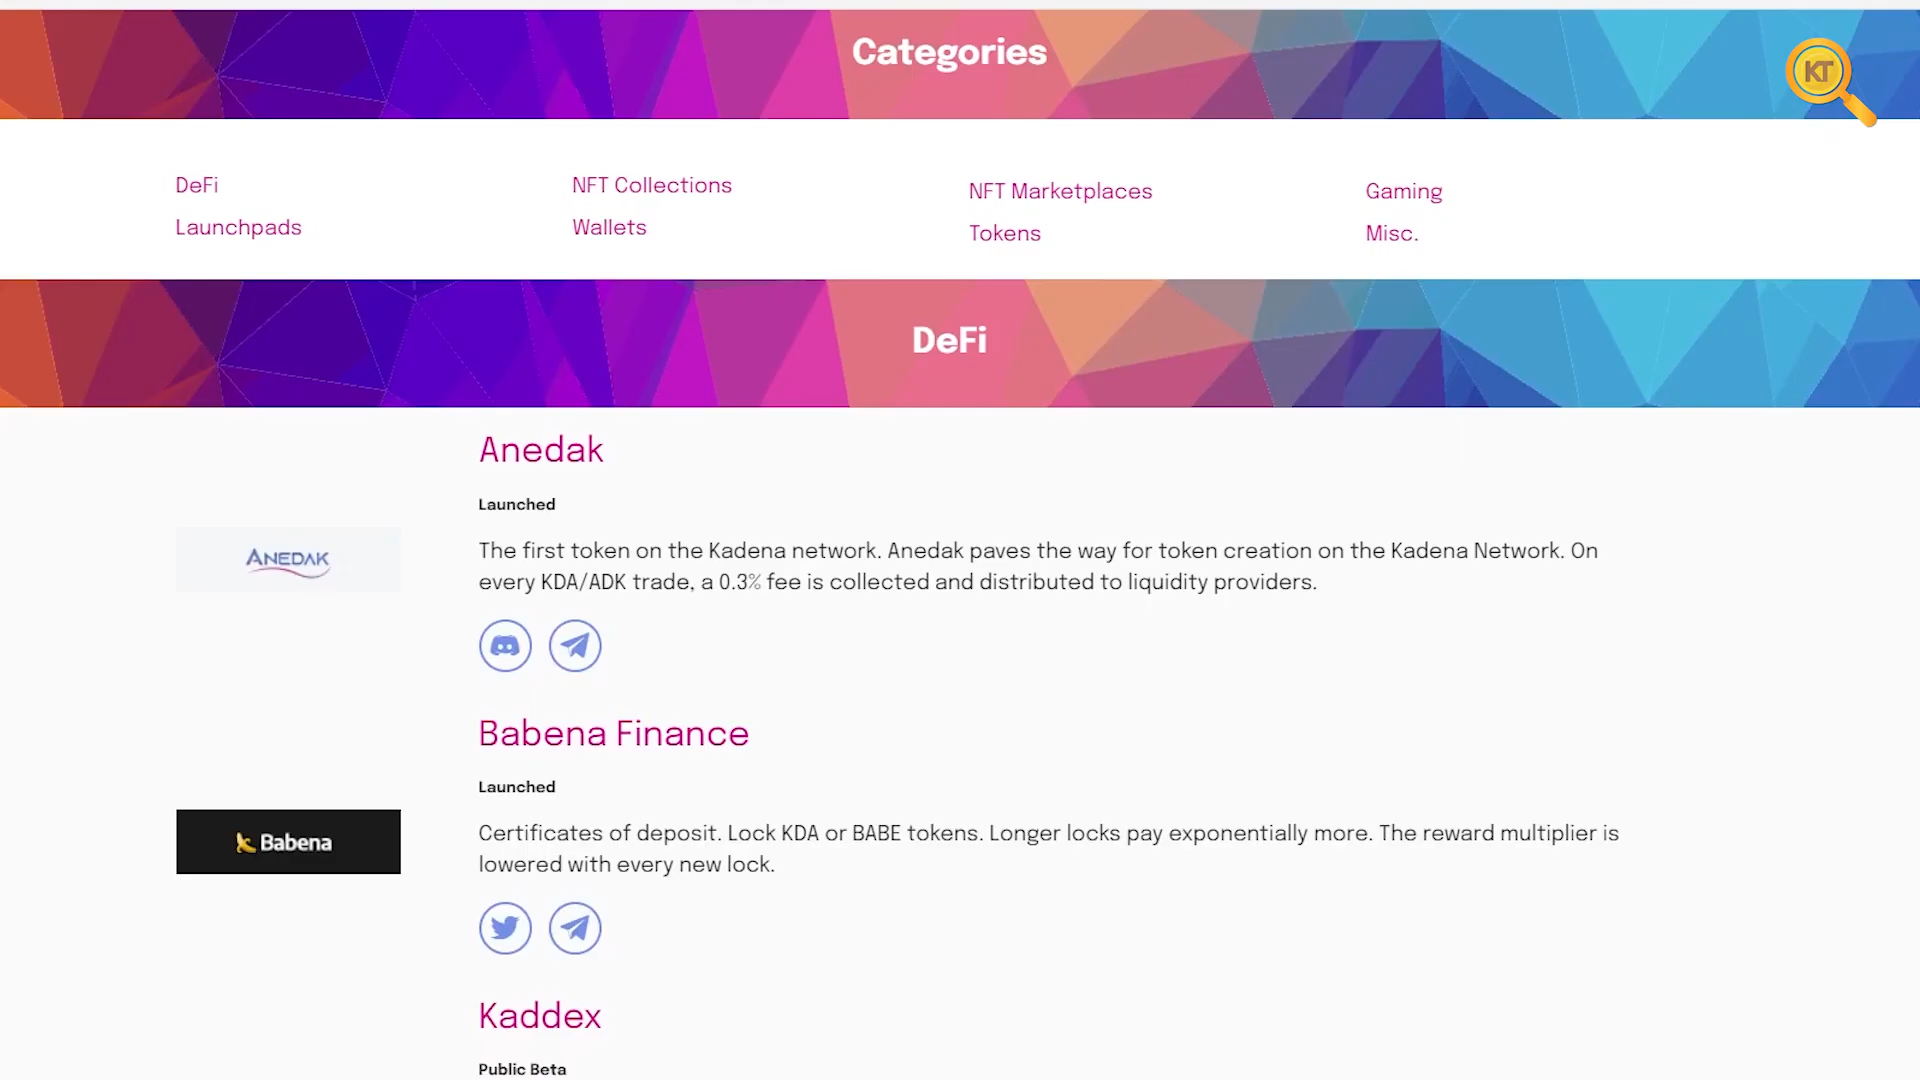 Categories
KT
DeFi
NFT Collections
NFT Marketplaces
Gaming
Launchpads
Wallets
Tokens
Misc.
DeFi
Anedak
Launched
ANEDAK
The first token on the Kadena network. Anedak paves the way for token creation on the Kadena Network. On
every KDA/ADK trade, a 0.3% fee is collected and distributed to liquidity providers.
Babena Finance
Launched
Babena
Certificates of deposit. Lock KDA or BABE tokens. Longer locks pay exponentially more. The reward multiplier is
lowered with every new lock.
Kaddex
Public Beta